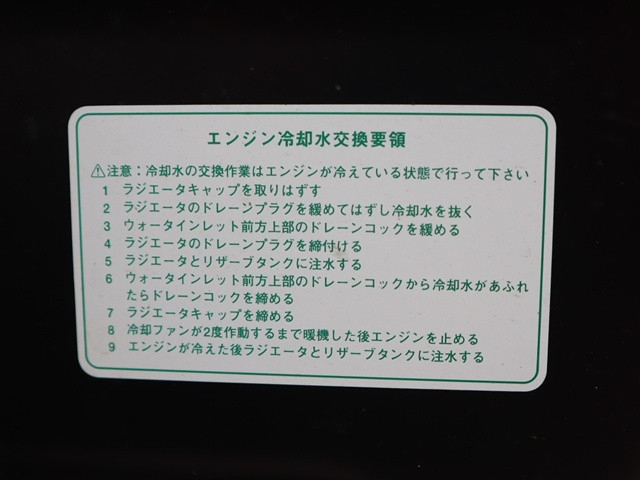 エンジン冷却水交換要領
⚠注意：冷却水の交換作業はエンジンが冷えている状態で行って下さい
1 ラジエータキャップを取りはずす
2 ラジエータのドレージプラグを緩めてはずし冷却水を抜く
3 ウォータインレット前方上部のドレーンコックを緩める
4 ラジエータのドレーンプラグを締付ける
5 ラジエータとリザーブタンクに注水する
6 ウォータインレット前方上部のドレーンコックから冷却水があふれ
たらドレーンコックを締める
7 ラジエータキャップを締める
8 冷却ファンが2度作動するまで暖機した後エンジンを止める
9 エンジンが冷えた後ラジエータとリザーブタンクに注水する